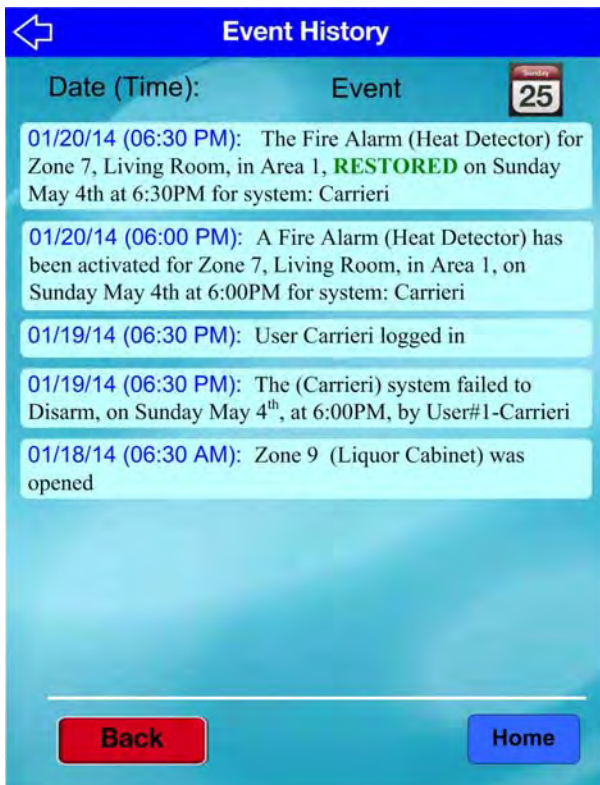 Event History
Date (Time): Event
Sunday
25
01/20/14 (06:30 PM): The Fire Alarm (Heat Detector) for
Zone 7, Living Room, in Area 1, RESTORED on Sunday
May 4th at 6:30PM for system: Carrieri
01/20/14 (06:00 PM): A Fire Alarm (Heat Detector) has
been activated for Zone 7, Living Room, in Area 1, on
Sunday May 4th at 6:00PM for system: Carrieri
01/19/14 (06:30 PM): User Carrieri logged in
01/19/14 (06:30 PM): The (Carrieri) system failed to
Disarm, on Sunday May 4th, at 6:00PM, by User#1-Carrieri
01/18/14 (06:30 AM): Zone 9 (Liquor Cabinet) was
opened
Back Home